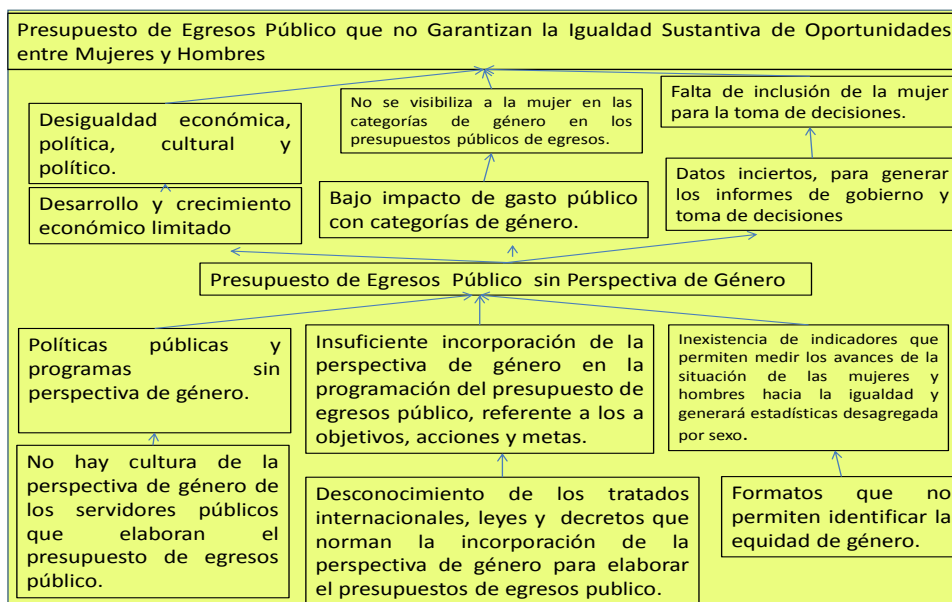 Presupuesto de Egresos Público que no Garantizan la Igualdad Sustantiva de Oportunidades
entre Mujeres y Hombres
Desigualdad económica,
política, cultural y
político.
No se visibiliza a la mujer en las
categorías de género en los
presupuestos públicos de egresos.
Falta de inclusión de la mujer
para la toma de decisiones.
Desarrollo y crecimiento
económico limitado
Bajo impacto de gasto público
con categorías de género.
Datos inciertos, para generar
los informes de gobierno y
toma de decisiones
Presupuesto de Egresos Público sin Perspectiva de Género
Políticas públicas y
programas sin
perspectiva de género.
Insuficiente incorporación de la
perspectiva de género en la
programación del presupuesto de
egresos público, referente a los a
objetivos, acciones y metas.
Inexistencia de indicadores que
permiten medir los avances de la
situación de las mujeres y
hombres hacia la igualdad y
generará estadísticas desagregada
por sexo.
No hay cultura de la
perspectiva de género de
los servidores públicos
que elaboran el
presupuesto de egresos
público.
Desconocimiento de los tratados
internacionales, leyes y decretos que
norman la incorporación de la
perspectiva de género para elaborar
el presupuestos de egresos publico.
Formatos que no
permiten identificar la
equidad de género.